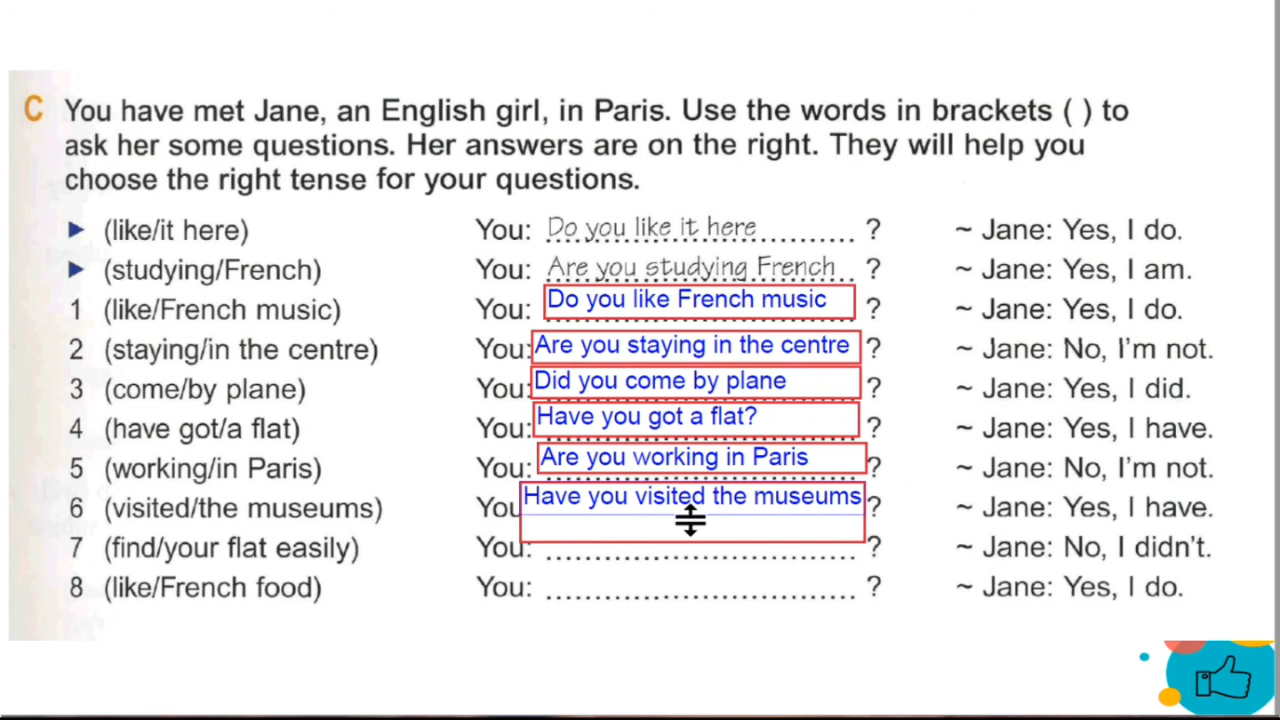 C You have met Jane, an English girl, in Paris. Use the words in brackets ( ) to
ask her some questions. Her answers are on the right. They will help you
choose the right tense for your questions.
► (like/it here) You: Do you like it here ? ~ Jane: Yes, I do.
► (studying/French) You: Are you studying French ? ~ Jane: Yes, I am.
1 (like/French music) You: Do you like French music ? ~ Jane: Yes, I do.
2 (staying/in the centre) You: Are you staying in the centre ? ~ Jane: No, I'm not.
3 (come/by plane) You: Did you come by plane ? ~ Jane: Yes, I did.
4 (have got/a flat) You: Have you got a flat? ? ~ Jane: Yes, I have.
5 (working/in Paris) You: Are you working in Paris ? ~ Jane: No, I'm not.
6 (visited/the museums) You Have you visited the museums ? ~ Jane: Yes, I have.
7 (find/your flat easily) You: .................... ? ~ Jane: No, I didn't.
8 (like/French food) You: .................... ? ~ Jane: Yes, I do.